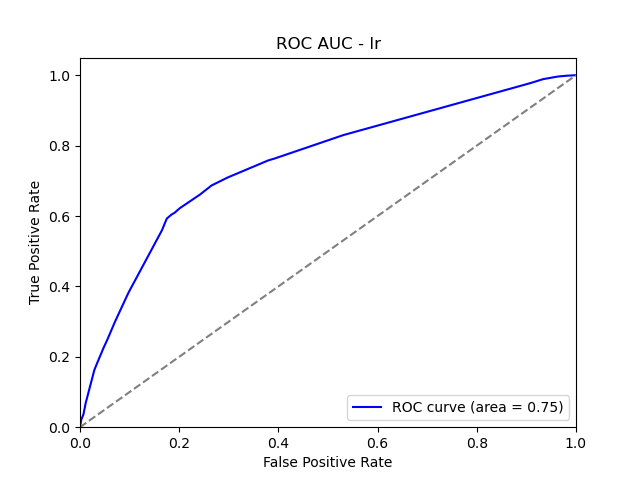 ROC AUC - lr
True Positive Rate
1.0
0.8
0.6
0.4
0.2
0.0
ROC curve (area = 0.75)
0.0 0.2 0.4 0.6 0.8 1.0
False Positive Rate